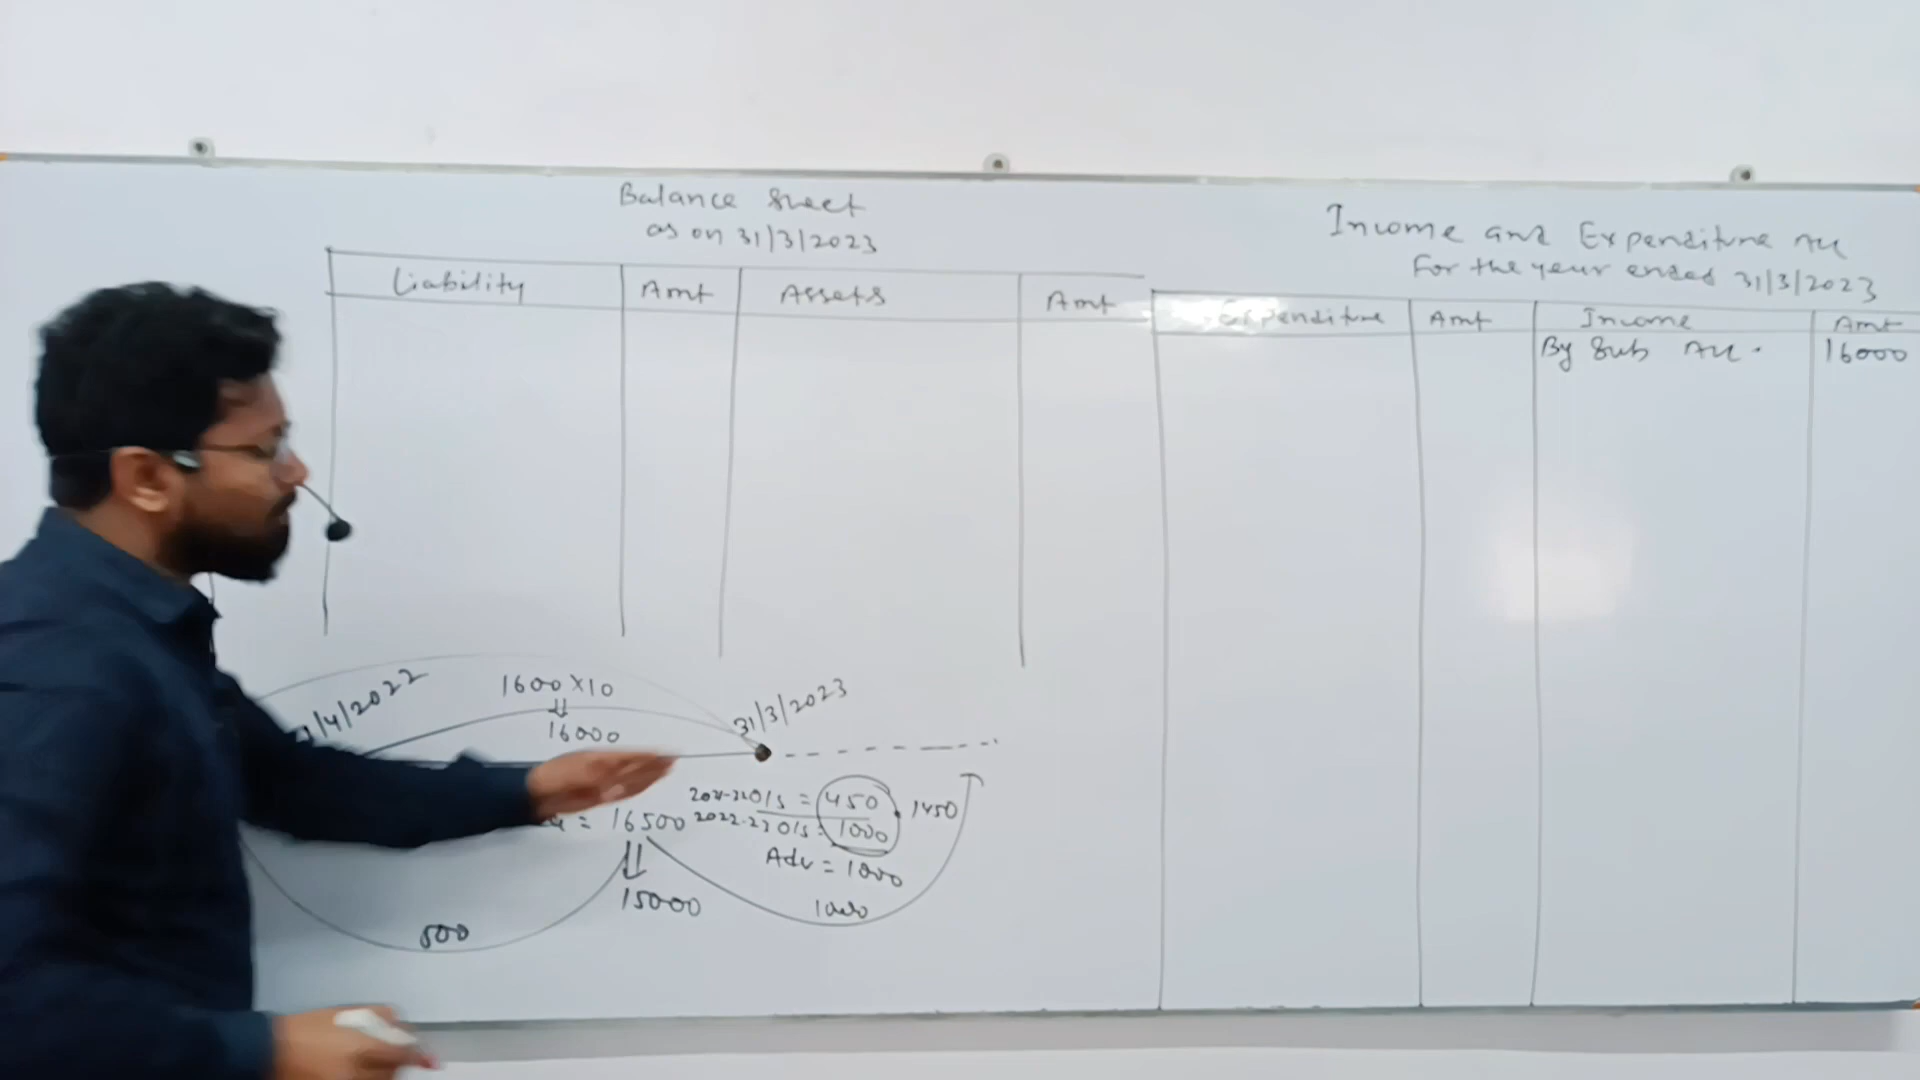 Balance Sheet
as on 31/3/2023
Liability Amt Assets Amt
Income and Expenditure A/c
For the year ended 31/3/2023
Expenditure Amt Income Amt
By Sub A/c. 16000
1/4/2022
1600 X 10
⇓
16000
31/3/2023
= 16500
2021-22 O/S = 450
2022-23 O/S = 1000
1450
Adv = 1000
15000
1000
500